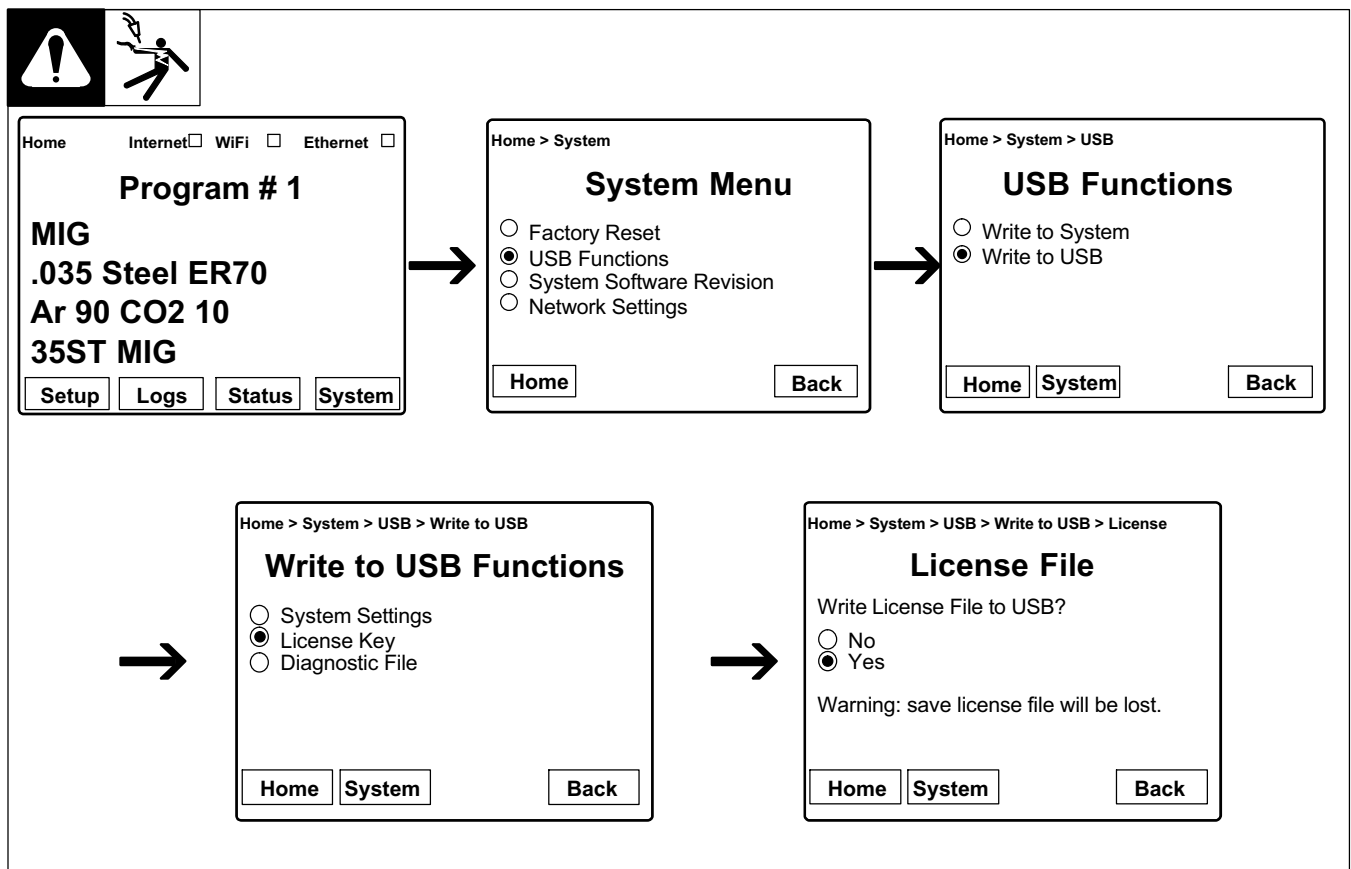 Home Internet WiFi Ethernet
Program # 1
MIG
.035 Steel ER70
Ar 90 CO2 10
35ST MIG
Setup Logs Status System
Home > System
System Menu
Factory Reset
USB Functions
System Software Revision
Network Settings
Home Back
Home > System > USB
USB Functions
Write to System
Write to USB
Home System Back
Home > System > USB > Write to USB
Write to USB Functions
System Settings
License Key
Diagnostic File
Home System Back
Home > System > USB > Write to USB > License
License File
Write License File to USB?
No
Yes
Warning: save license file will be lost.
Home System Back